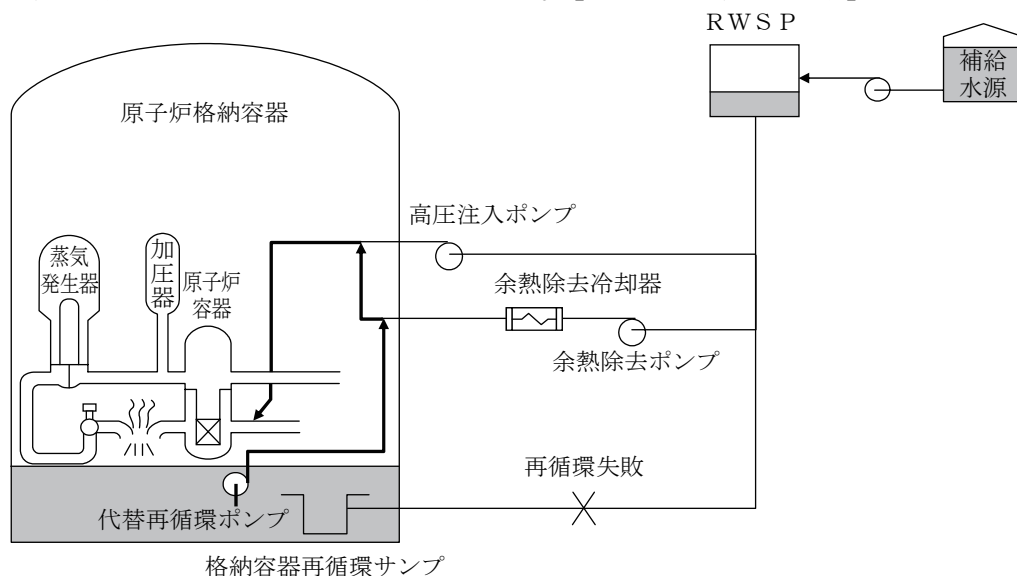 RWSP
補給
水源
原子炉格納容器
高圧注入ポンプ
蒸気
発生器
加
圧
器
原子炉
容器
余熱除去冷却器
余熱除去ポンプ
再循環失敗
代替再循環ポンプ
格納容器再循環サンプ